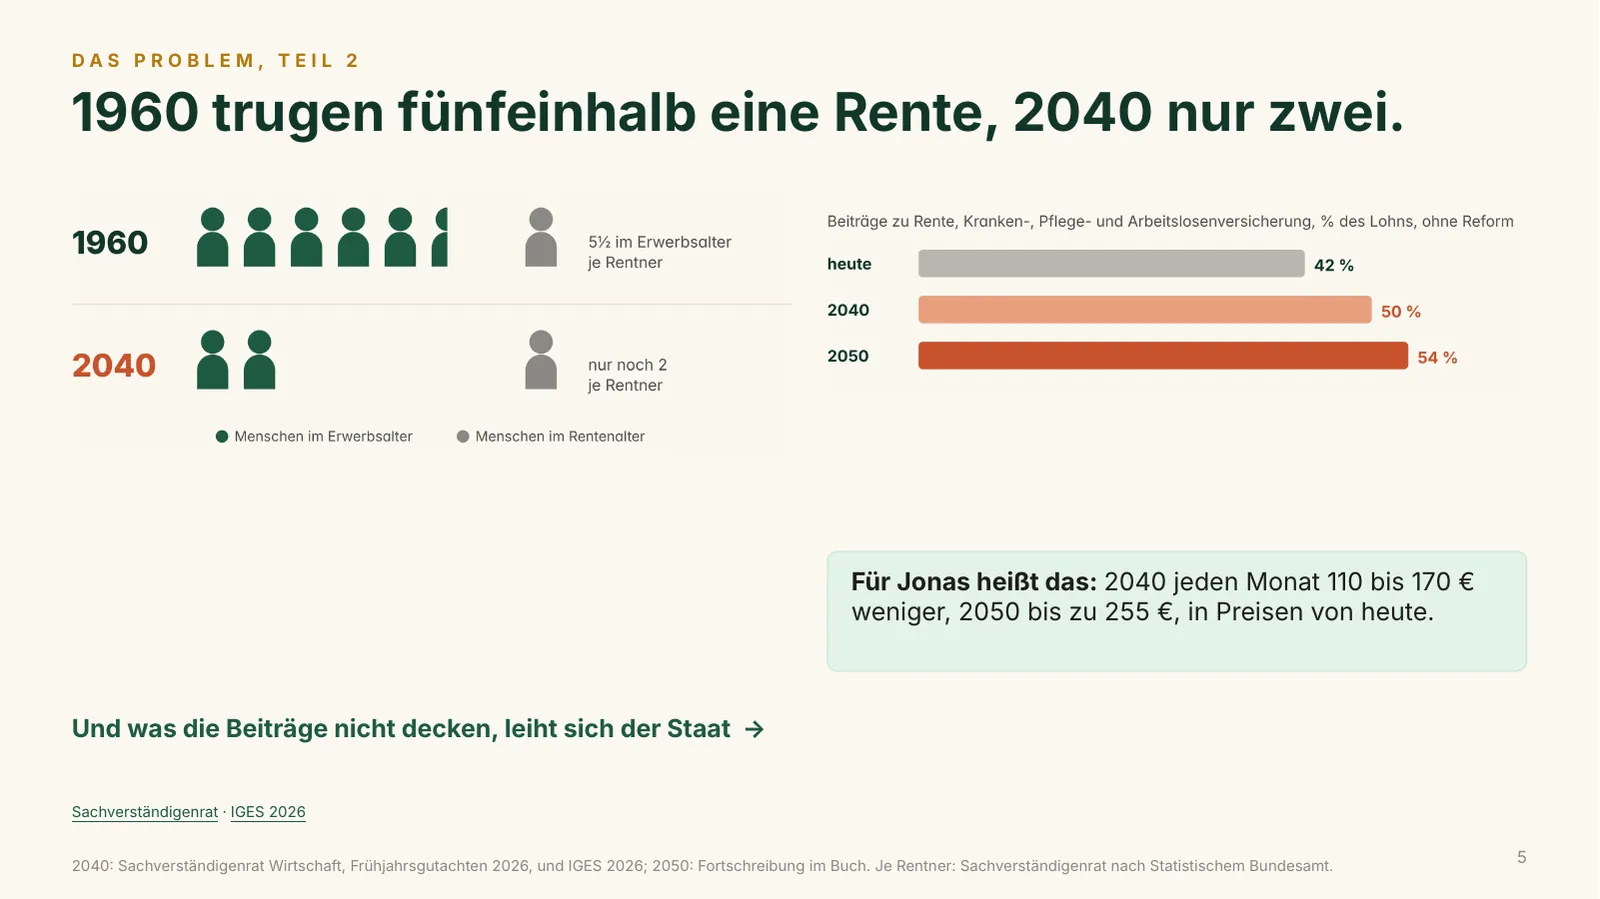 DAS PROBLEM, TEIL 2
1960 trugen fünfeinhalb eine Rente, 2040 nur zwei.
1960
5½ im Erwerbsalter
je Rentner
2040
nur noch 2
je Rentner
Menschen im Erwerbsalter
Menschen im Rentenalter
Beiträge zu Rente, Kranken-, Pflege- und Arbeitslosenversicherung, % des Lohns, ohne Reform
heute 42 %
2040 50 %
2050 54 %
Für Jonas heißt das: 2040 jeden Monat 110 bis 170 €
weniger, 2050 bis zu 255 €, in Preisen von heute.
Und was die Beiträge nicht decken, leiht sich der Staat →
Sachverständigenrat · IGES 2026
2040: Sachverständigenrat Wirtschaft, Frühjahrsgutachten 2026, und IGES 2026; 2050: Fortschreibung im Buch. Je Rentner: Sachverständigenrat nach Statistischem Bundesamt.
5